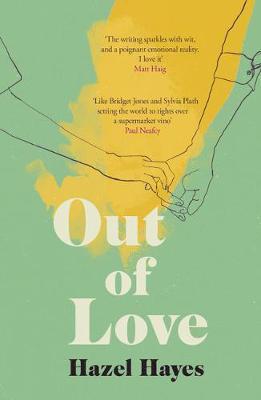 'The writing sparkles with wit,
and a poignant emotional reality.
I love it'
Matt Haig
'Like Bridget Jones and Sylvia Plath
setting the world to rights over
a supermarket vino'
Paul Neafcy
Out
of
Love
Hazel Hayes